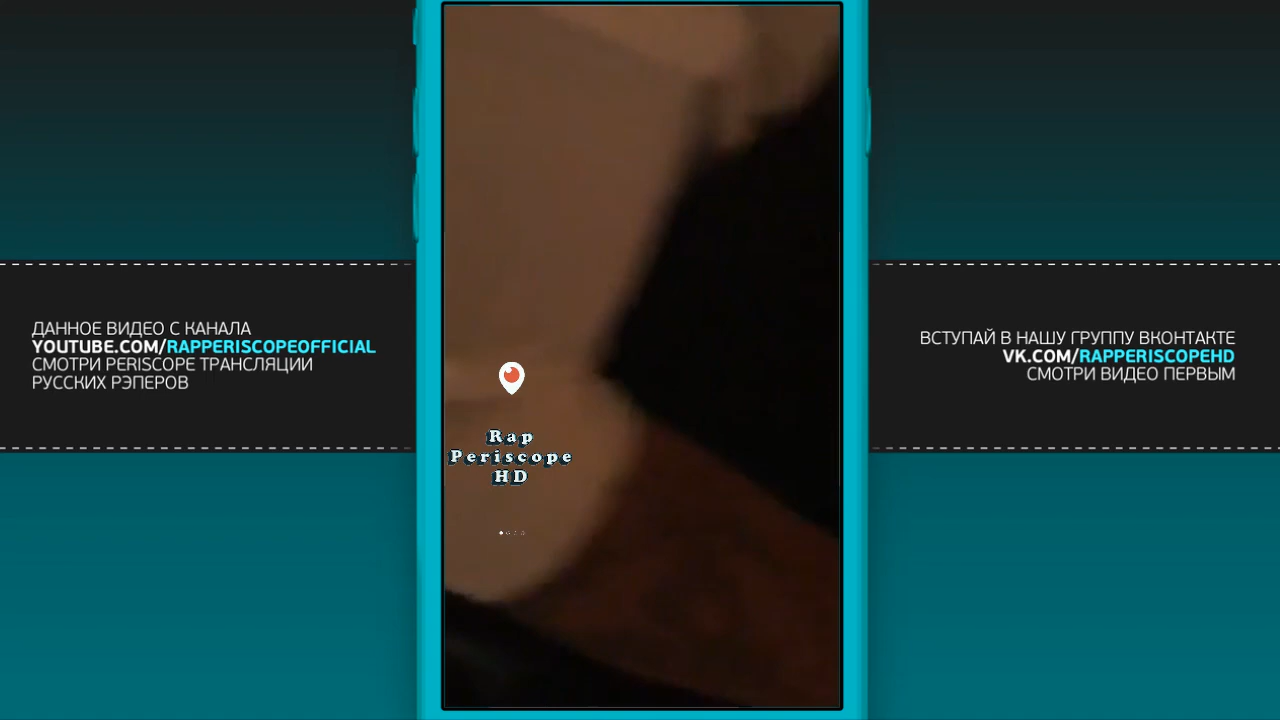 ДАННОЕ ВИДЕО С КАНАЛА
YOUTUBE.COM/RAPPERISCOPEOFFICIAL
СМОТРИ PERISCOPE ТРАНСЛЯЦИИ
РУССКИХ РЭПЕРОВ
ВСТУПАЙ В НАШУ ГРУППУ ВКОНТАКТЕ
VK.COM/RAPPERISCOPEHD
СМОТРИ ВИДЕО ПЕРВЫМ
Rap
Periscope
HD